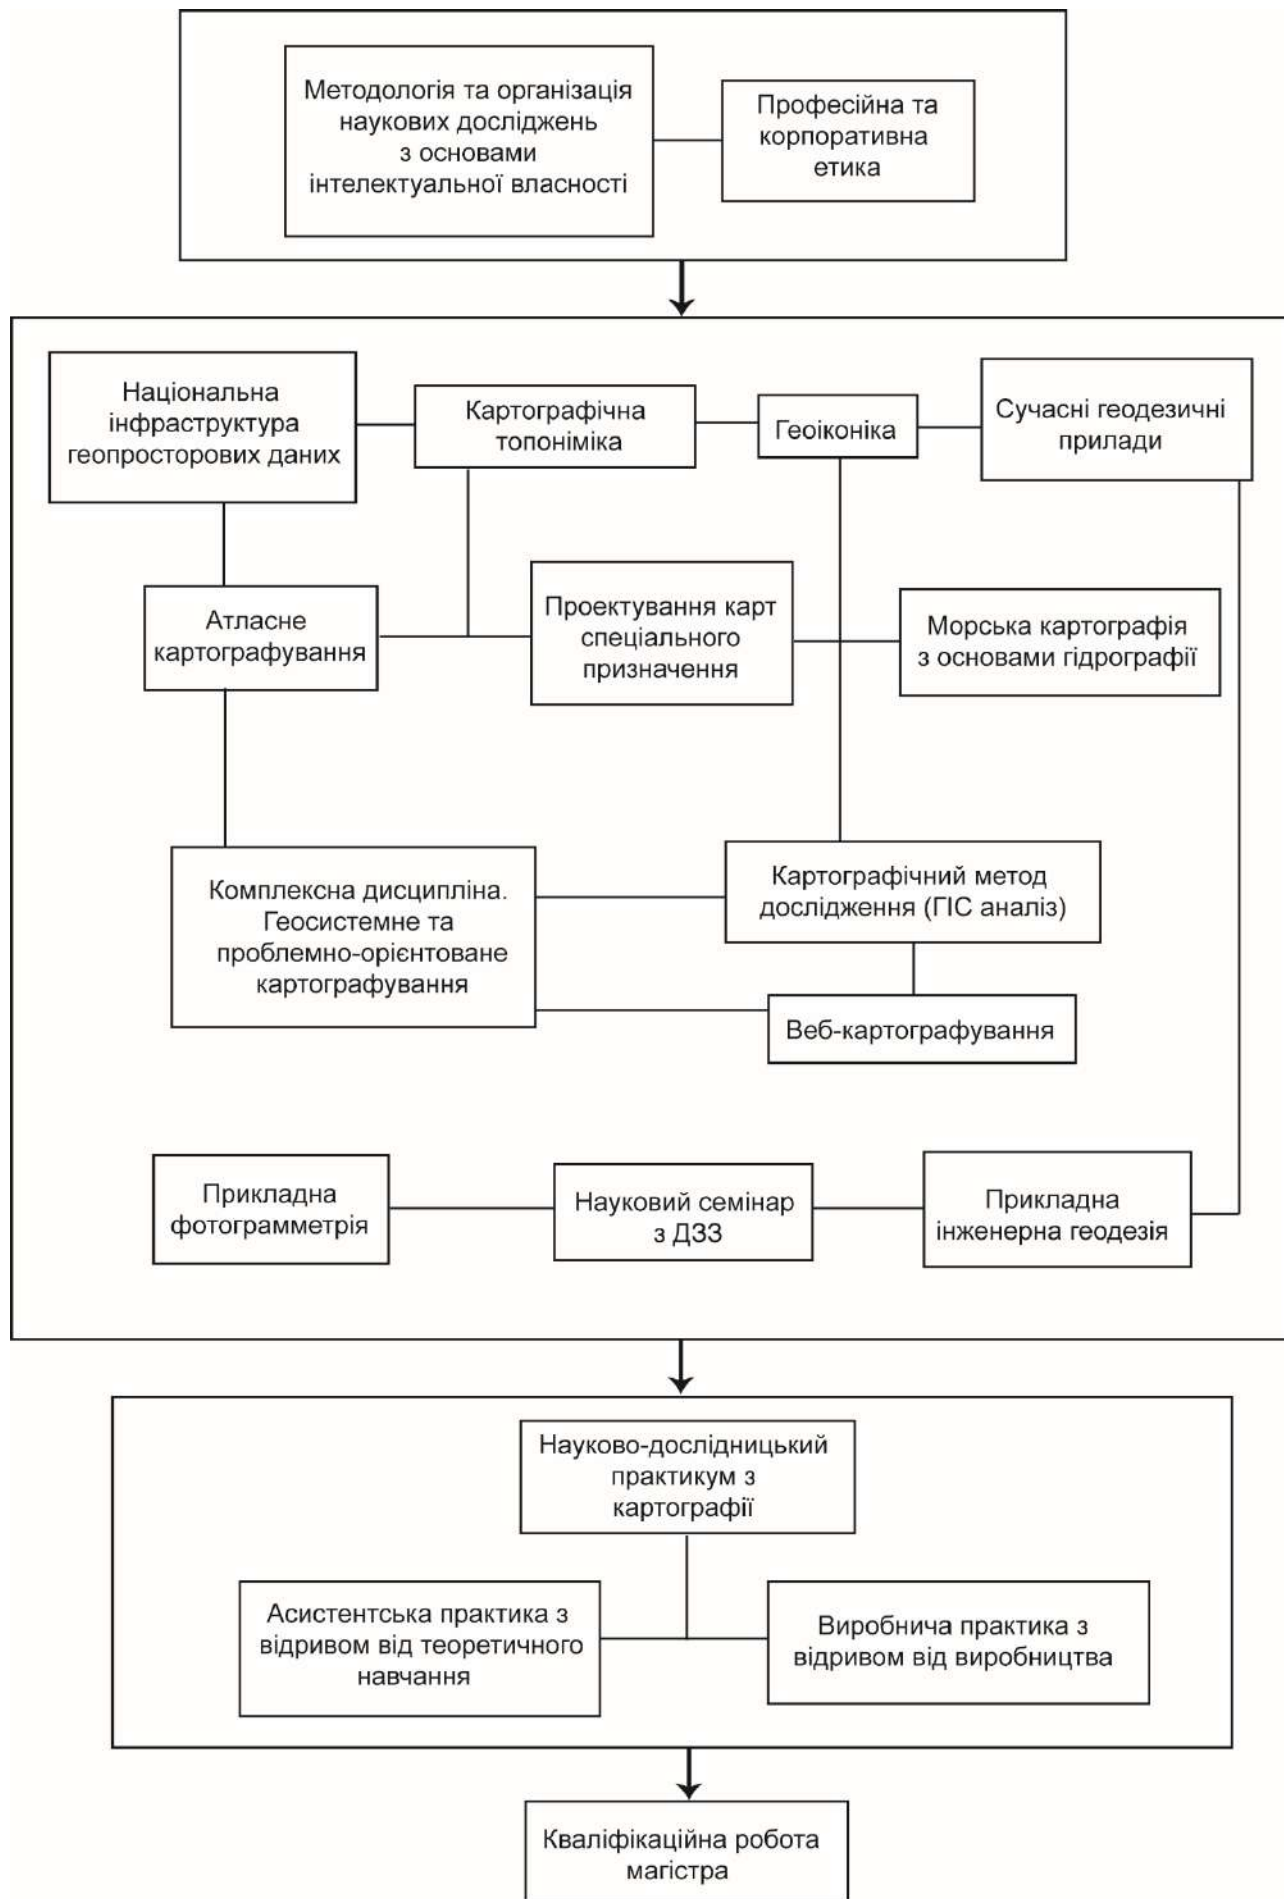 Методологія та організація
наукових досліджень
з основами
інтелектуальної власності
Професійна та
корпоративна
етика
Національна
інфраструктура
геопросторових даних
Картографічна
топоніміка
Геоіконіка
Сучасні геодезичні
прилади
Атласне
картографування
Проектування карт
спеціального
призначення
Морська картографія
з основами гідрографії
Комплексна дисципліна.
Геосистемне та
проблемно-орієнтоване
картографування
Картографічний метод
дослідження (ГІС аналіз)
Веб-картографування
Прикладна
фотограмметрія
Науковий семінар
з ДЗЗ
Прикладна
інженерна геодезія
Науково-дослідницький
практикум з
картографії
Асистентська практика з
відривом від теоретичного
навчання
Виробнича практика з
відривом від виробництва
Кваліфікаційна робота
магістра